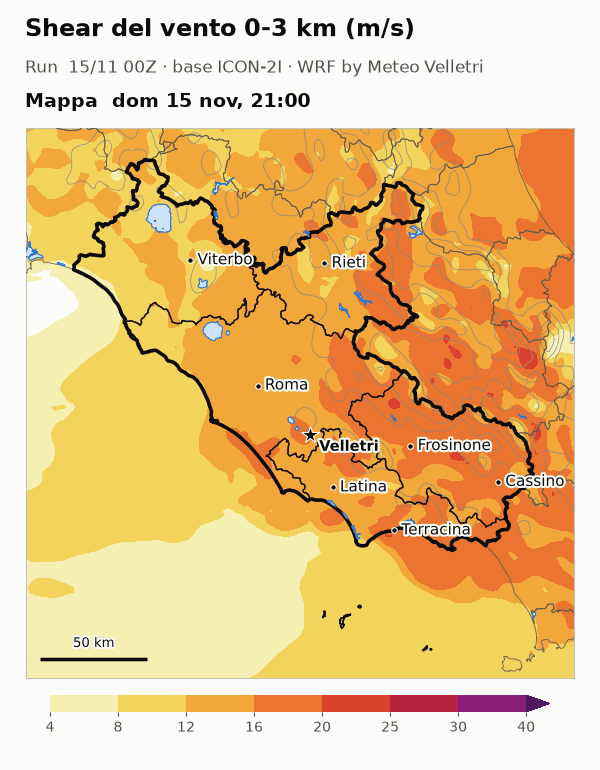 Shear del vento 0-3 km (m/s)
Run  15/11 00Z · base ICON-2I · WRF by Meteo Velletri
Mappa  dom 15 nov, 21:00
Viterbo
Rieti
Roma
Velletri
Frosinone
Cassino
Latina
Terracina
50 km
4 8 12 16 20 25 30 40